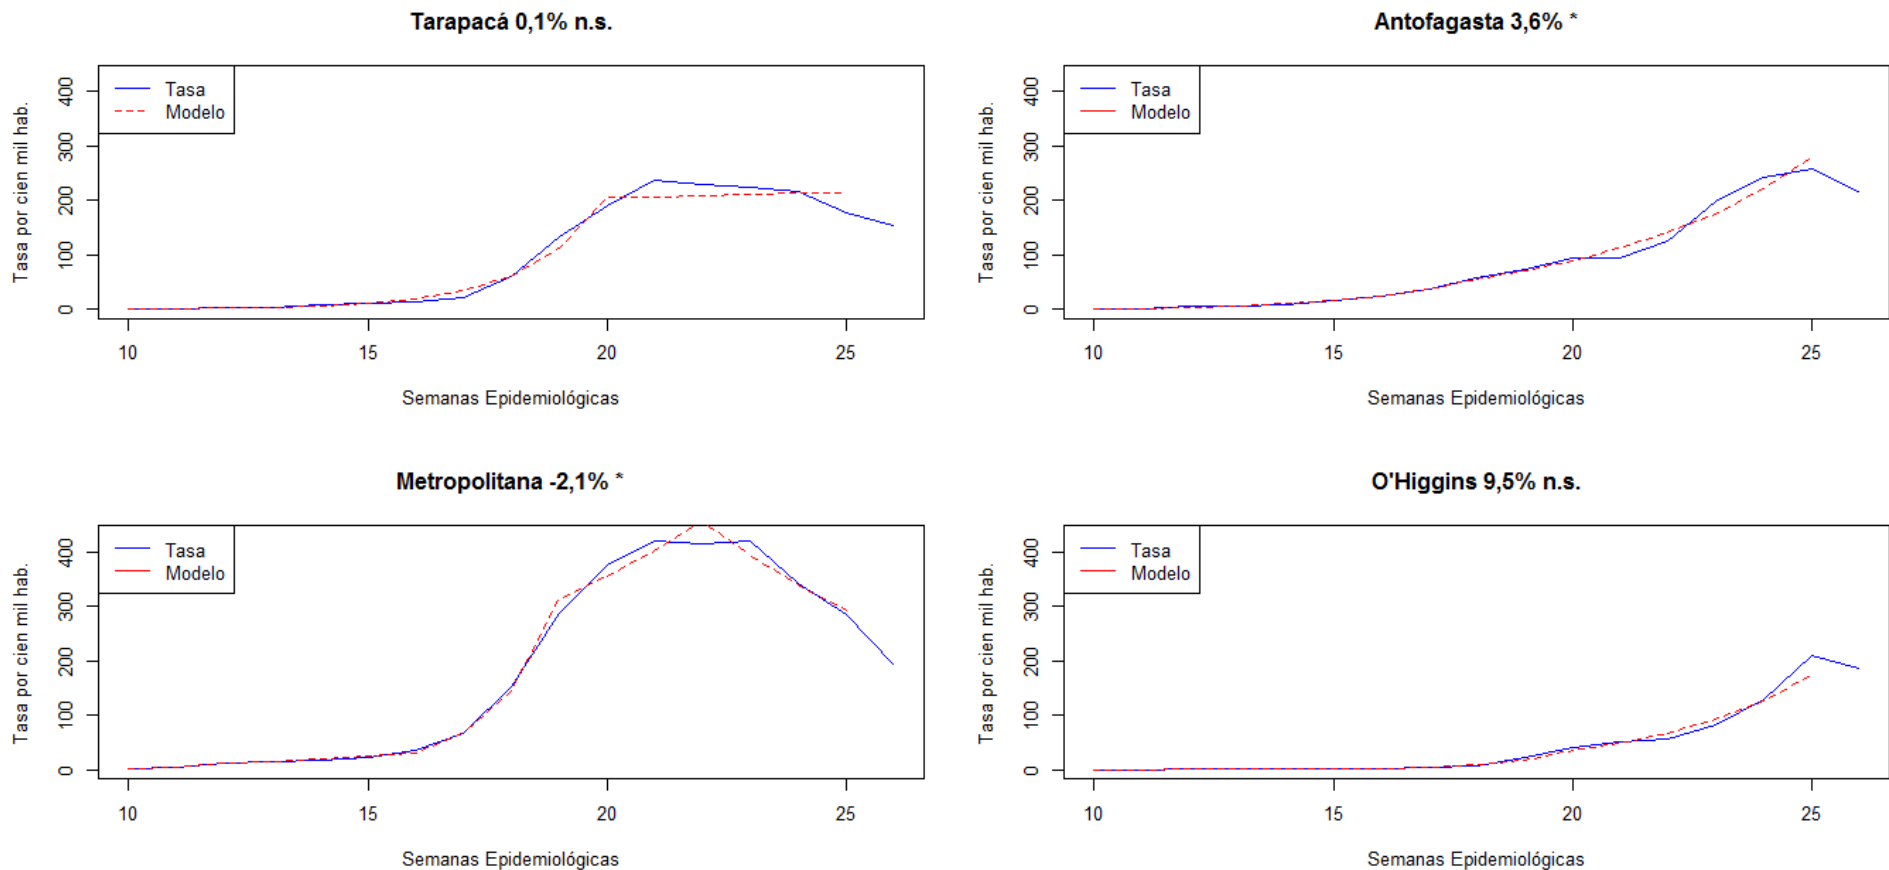 Tarapacá 0,1% n.s.
Tasa por cien mil hab.
400
300
200
100
0
Tasa
Modelo
10
15
20
25
Semanas Epidemiológicas
Antofagasta 3,6% *
Tasa por cien mil hab.
400
300
200
100
0
Tasa
Modelo
10
15
20
25
Semanas Epidemiológicas
Metropolitana -2,1% *
Tasa por cien mil hab.
400
300
200
100
0
Tasa
Modelo
10
15
20
25
Semanas Epidemiológicas
O'Higgins 9,5% n.s.
Tasa por cien mil hab.
400
300
200
100
0
Tasa
Modelo
10
15
20
25
Semanas Epidemiológicas